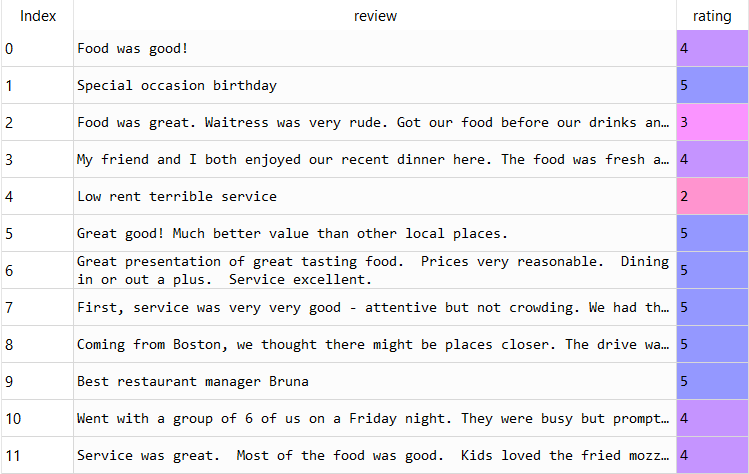 Index review rating
0 Food was good! 4
1 Special occasion birthday 5
2 Food was great. Waitress was very rude. Got our food before our drinks an… 3
3 My friend and I both enjoyed our recent dinner here. The food was fresh a… 4
4 Low rent terrible service 2
5 Great good! Much better value than other local places. 5
6 Great presentation of great tasting food.  Prices very reasonable.  Dining
in or out a plus.  Service excellent. 5
7 First, service was very very good - attentive but not crowding. We had th… 5
8 Coming from Boston, we thought there might be places closer. The drive wa… 5
9 Best restaurant manager Bruna 5
10 Went with a group of 6 of us on a Friday night. They were busy but prompt… 4
11 Service was great.  Most of the food was good.  Kids loved the fried mozz… 4